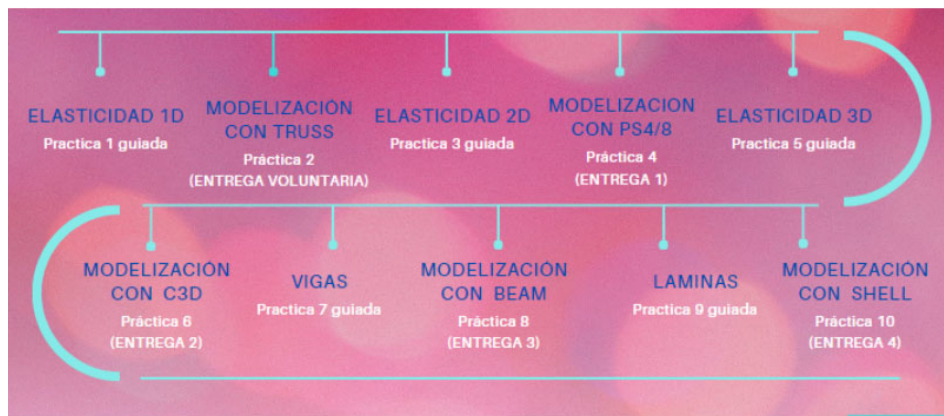 ELASTICIDAD 1D
Practica 1 guiada
MODELIZACIÓN
CON TRUSS
Práctica 2
(ENTREGA VOLUNTARIA)
ELASTICIDAD 2D
Practica 3 guiada
MODELIZACION
CON PS4/8
Práctica 4
(ENTREGA 1)
ELASTICIDAD 3D
Practica 5 guiada
MODELIZACIÓN
CON C3D
Práctica 6
(ENTREGA 2)
VIGAS
Practica 7 guiada
MODELIZACIÓN
CON BEAM
Práctica 8
(ENTREGA 3)
LAMINAS
Practica 9 guiada
MODELIZACIÓN
CON SHELL
Práctica 10
(ENTREGA 4)